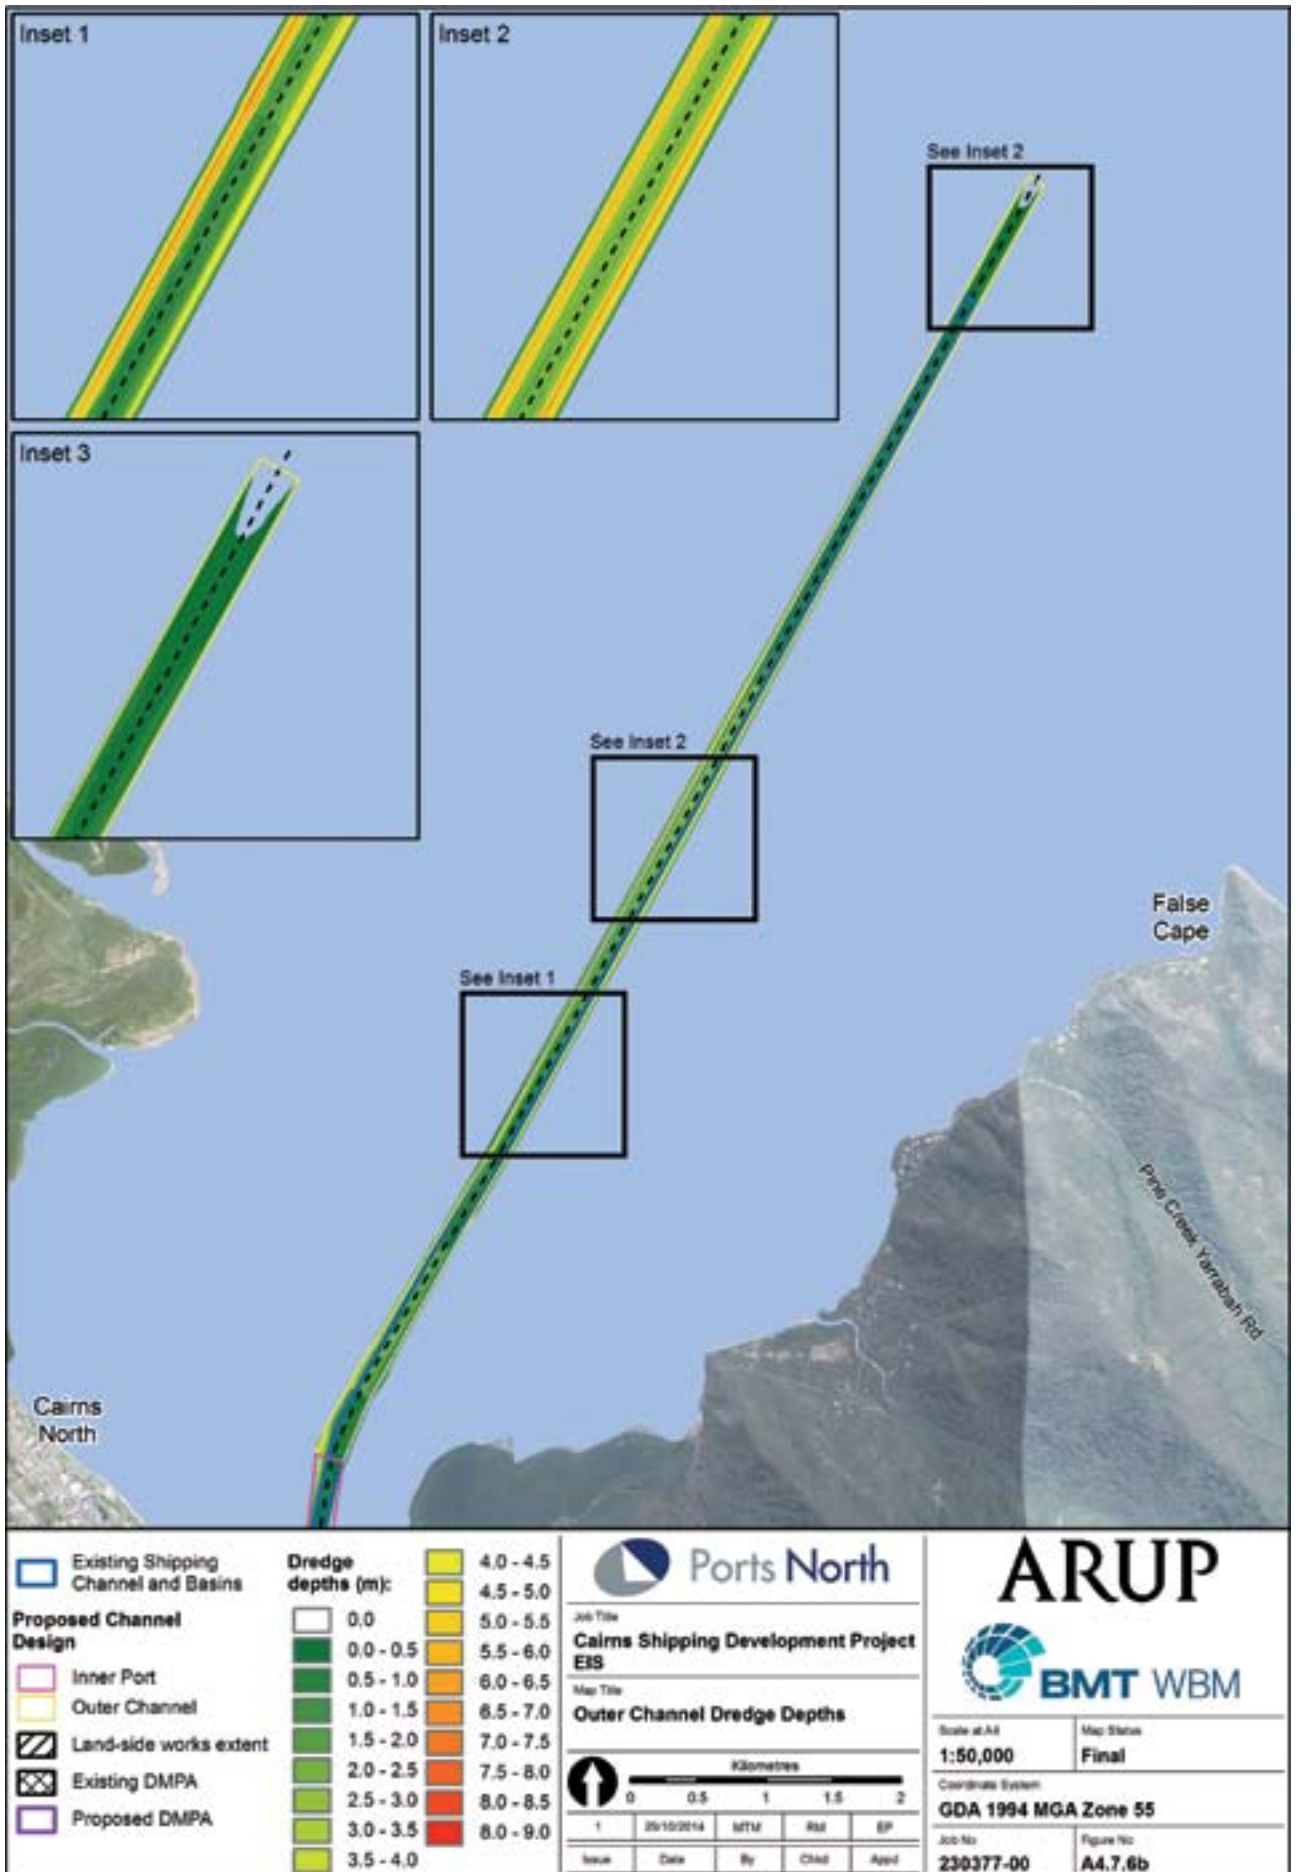 Inset 1
Inset 2
See Inset 2
Inset 3
See Inset 2
False
Cape
See Inset 1
Pine Creek Yarrabah Rd
Cairns
North
Existing Shipping
Channel and Basins
Proposed Channel
Design
Inner Port
Outer Channel
Land-side works extent
Existing DMPA
Proposed DMPA
Dredge
depths (m):
0.0
0.0 - 0.5
0.5 - 1.0
1.0 - 1.5
1.5 - 2.0
2.0 - 2.5
2.5 - 3.0
3.0 - 3.5
3.5 - 4.0
4.0 - 4.5
4.5 - 5.0
5.0 - 5.5
5.5 - 6.0
6.0 - 6.5
6.5 - 7.0
7.0 - 7.5
7.5 - 8.0
8.0 - 8.5
8.0 - 9.0
Ports North
Job Title
Cairns Shipping Development Project
EIS
Map Title
Outer Channel Dredge Depths
Kilometres
0 0.5 1 1.5 2
1 MTM RM EP
Issue Date By Chkd Appd
ARUP
BMT WBM
Scale at A4
1:50,000
Map Status
Final
Coordinate System
GDA 1994 MGA Zone 55
Job No
230377-00
Figure No
A4.7.6b